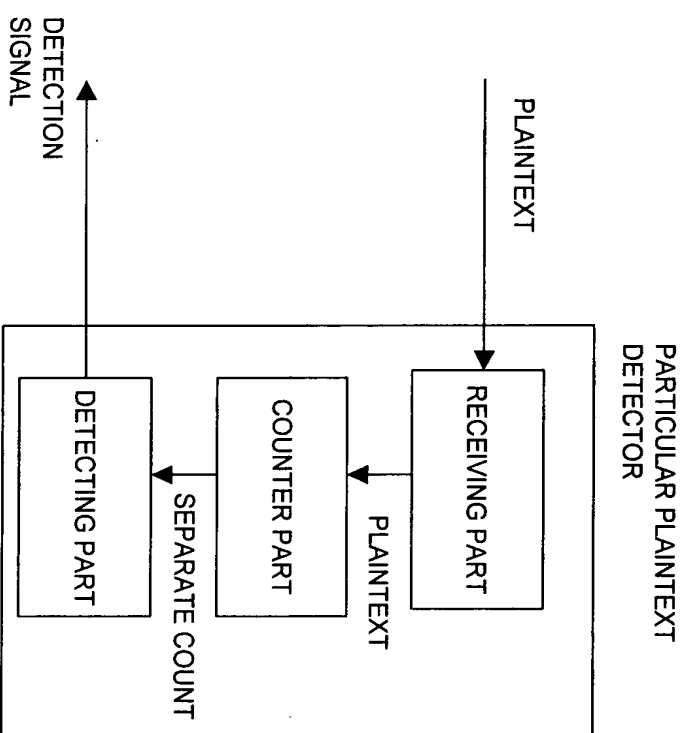 PARTICULAR PLAINTEXT
DETECTOR
PLAINTEXT
RECEIVING PART
PLAINTEXT
COUNTER PART
SEPARATE COUNT
DETECTING PART
DETECTION
SIGNAL